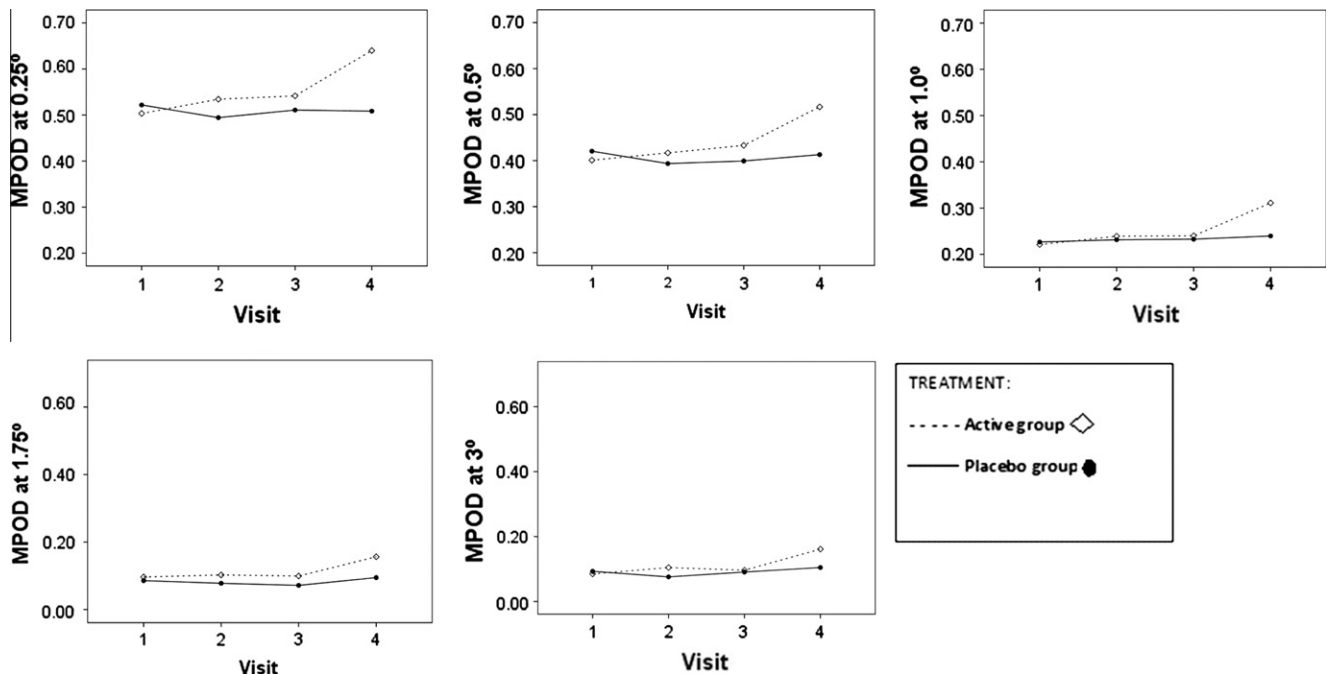 MPOD at 0.25º
0.70
0.60
0.50
0.40
0.30
0.20
1 2 3 4
Visit
MPOD at 0.5º
0.70
0.60
0.50
0.40
0.30
0.20
1 2 3 4
Visit
MPOD at 1.0º
0.70
0.60
0.50
0.40
0.30
0.20
1 2 3 4
Visit
MPOD at 1.75º
0.60
0.40
0.20
0.00
1 2 3 4
Visit
MPOD at 3º
0.60
0.40
0.20
0.00
1 2 3 4
Visit
TREATMENT:
Active group
Placebo group